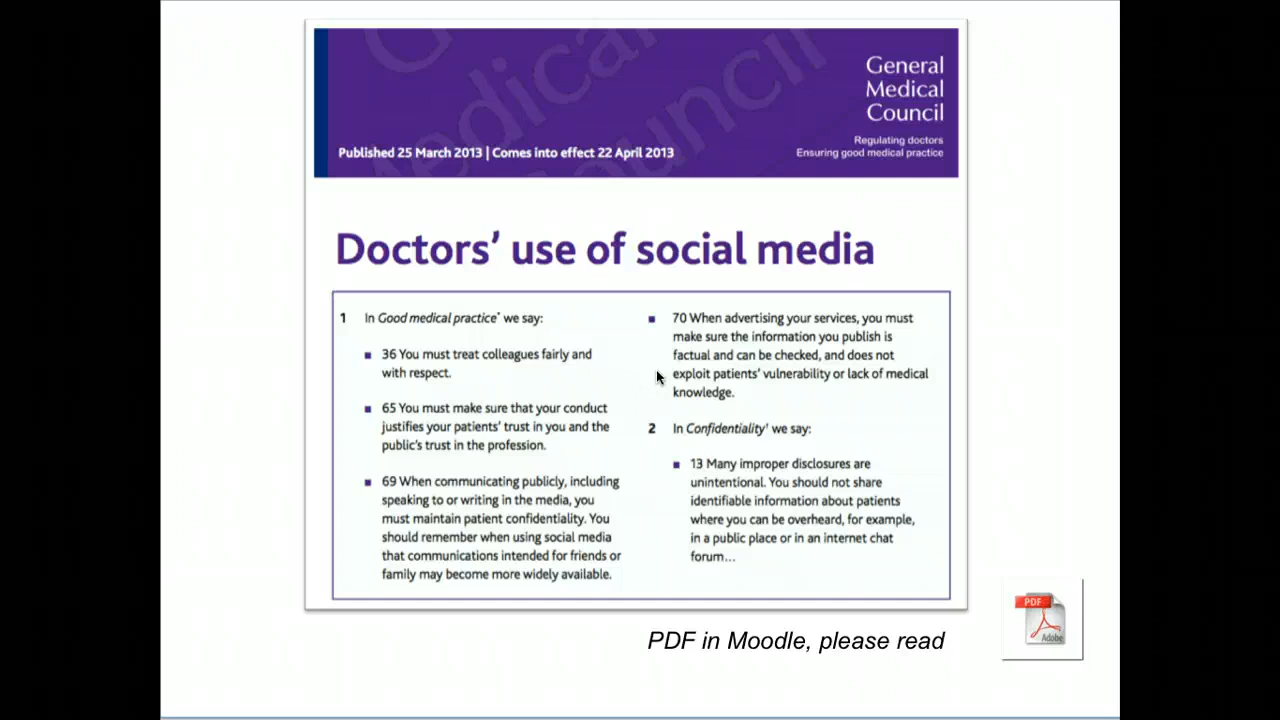 General
Medical
Council
Regulating doctors
Ensuring good medical practice
Published 25 March 2013 | Comes into effect 22 April 2013
Doctors’ use of social media
1 In Good medical practice* we say:
■ 36 You must treat colleagues fairly and
with respect.
■ 65 You must make sure that your conduct
justifies your patients’ trust in you and the
public’s trust in the profession.
■ 69 When communicating publicly, including
speaking to or writing in the media, you
must maintain patient confidentiality. You
should remember when using social media
that communications intended for friends or
family may become more widely available.
■ 70 When advertising your services, you must
make sure the information you publish is
factual and can be checked, and does not
exploit patients’ vulnerability or lack of medical
knowledge.
2 In Confidentiality† we say:
■ 13 Many improper disclosures are
unintentional. You should not share
identifiable information about patients
where you can be overheard, for example,
in a public place or in an internet chat
forum...
PDF in Moodle, please read
PDF
Adobe